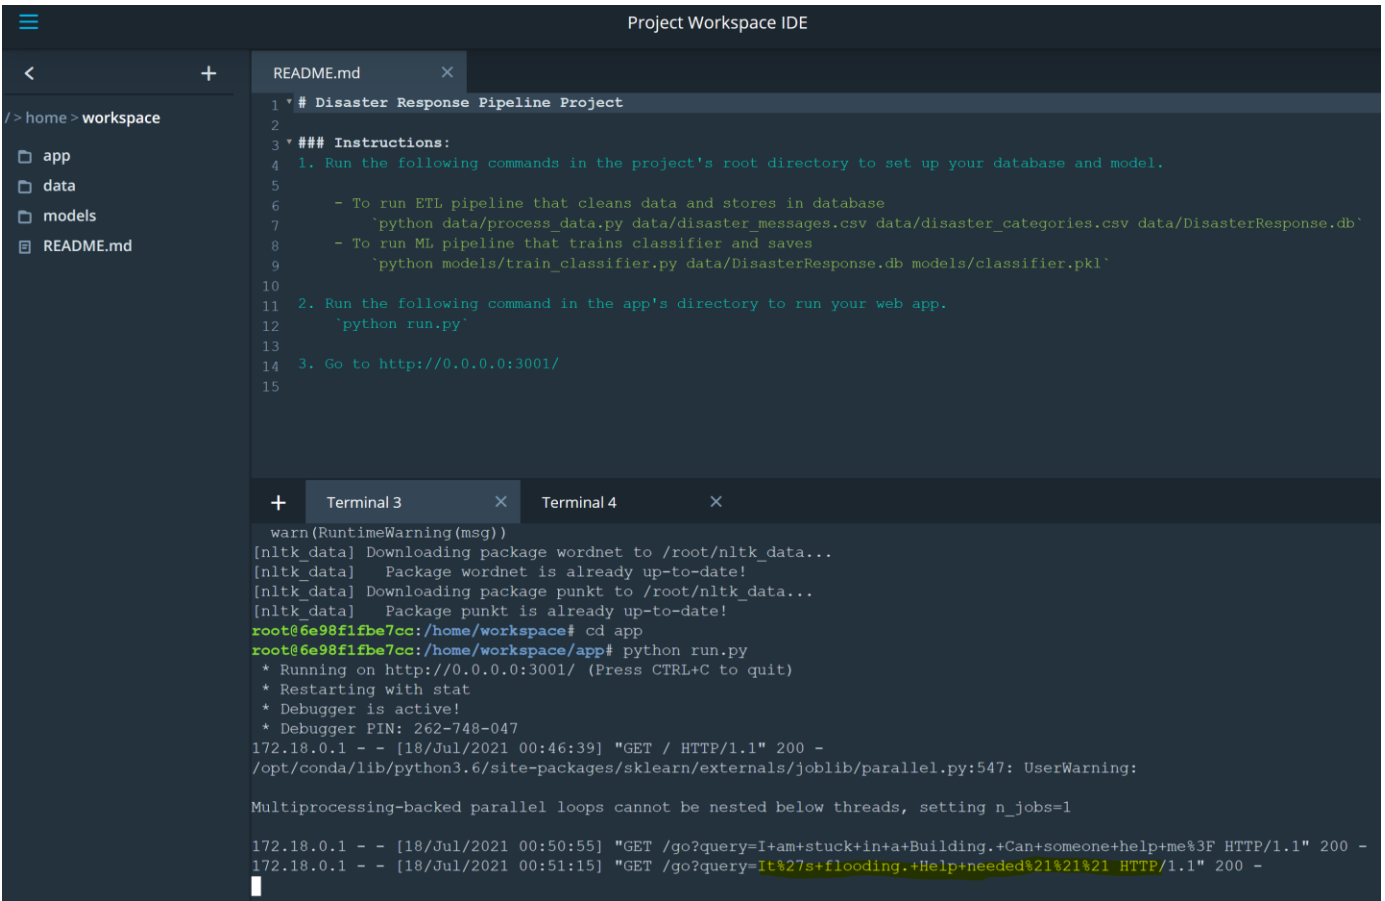 Project Workspace IDE
/ > home > workspace
app
data
models
README.md
README.md
1 # Disaster Response Pipeline Project
2
3 ### Instructions:
4 1. Run the following commands in the project's root directory to set up your database and model.
5
6 - To run ETL pipeline that cleans data and stores in database
7 `python data/process_data.py data/disaster_messages.csv data/disaster_categories.csv data/DisasterResponse.db`
8 - To run ML pipeline that trains classifier and saves
9 `python models/train_classifier.py data/DisasterResponse.db models/classifier.pkl`
10
11 2. Run the following command in the app's directory to run your web app.
12 `python run.py`
13
14 3. Go to http://0.0.0.0:3001/
15
+ Terminal 3 × Terminal 4 ×
warn(RuntimeWarning(msg))
[nltk_data] Downloading package wordnet to /root/nltk_data...
[nltk_data] Package wordnet is already up-to-date!
[nltk_data] Downloading package punkt to /root/nltk_data...
[nltk_data] Package punkt is already up-to-date!
root@6e98f1fbe7cc:/home/workspace# cd app
root@6e98f1fbe7cc:/home/workspace/app# python run.py
* Running on http://0.0.0.0:3001/ (Press CTRL+C to quit)
* Restarting with stat
* Debugger is active!
* Debugger PIN: 262-748-047
172.18.0.1 - - [18/Jul/2021 00:46:39] "GET / HTTP/1.1" 200 -
/opt/conda/lib/python3.6/site-packages/sklearn/externals/joblib/parallel.py:547: UserWarning:
Multiprocessing-backed parallel loops cannot be nested below threads, setting n_jobs=1
172.18.0.1 - - [18/Jul/2021 00:50:55] "GET /go?query=I+am+stuck+in+a+Building.+Can+someone+help+me%3F HTTP/1.1" 200 -
172.18.0.1 - - [18/Jul/2021 00:51:15] "GET /go?query=It%27s+flooding.+Help+needed%21%21%21 HTTP/1.1" 200 -